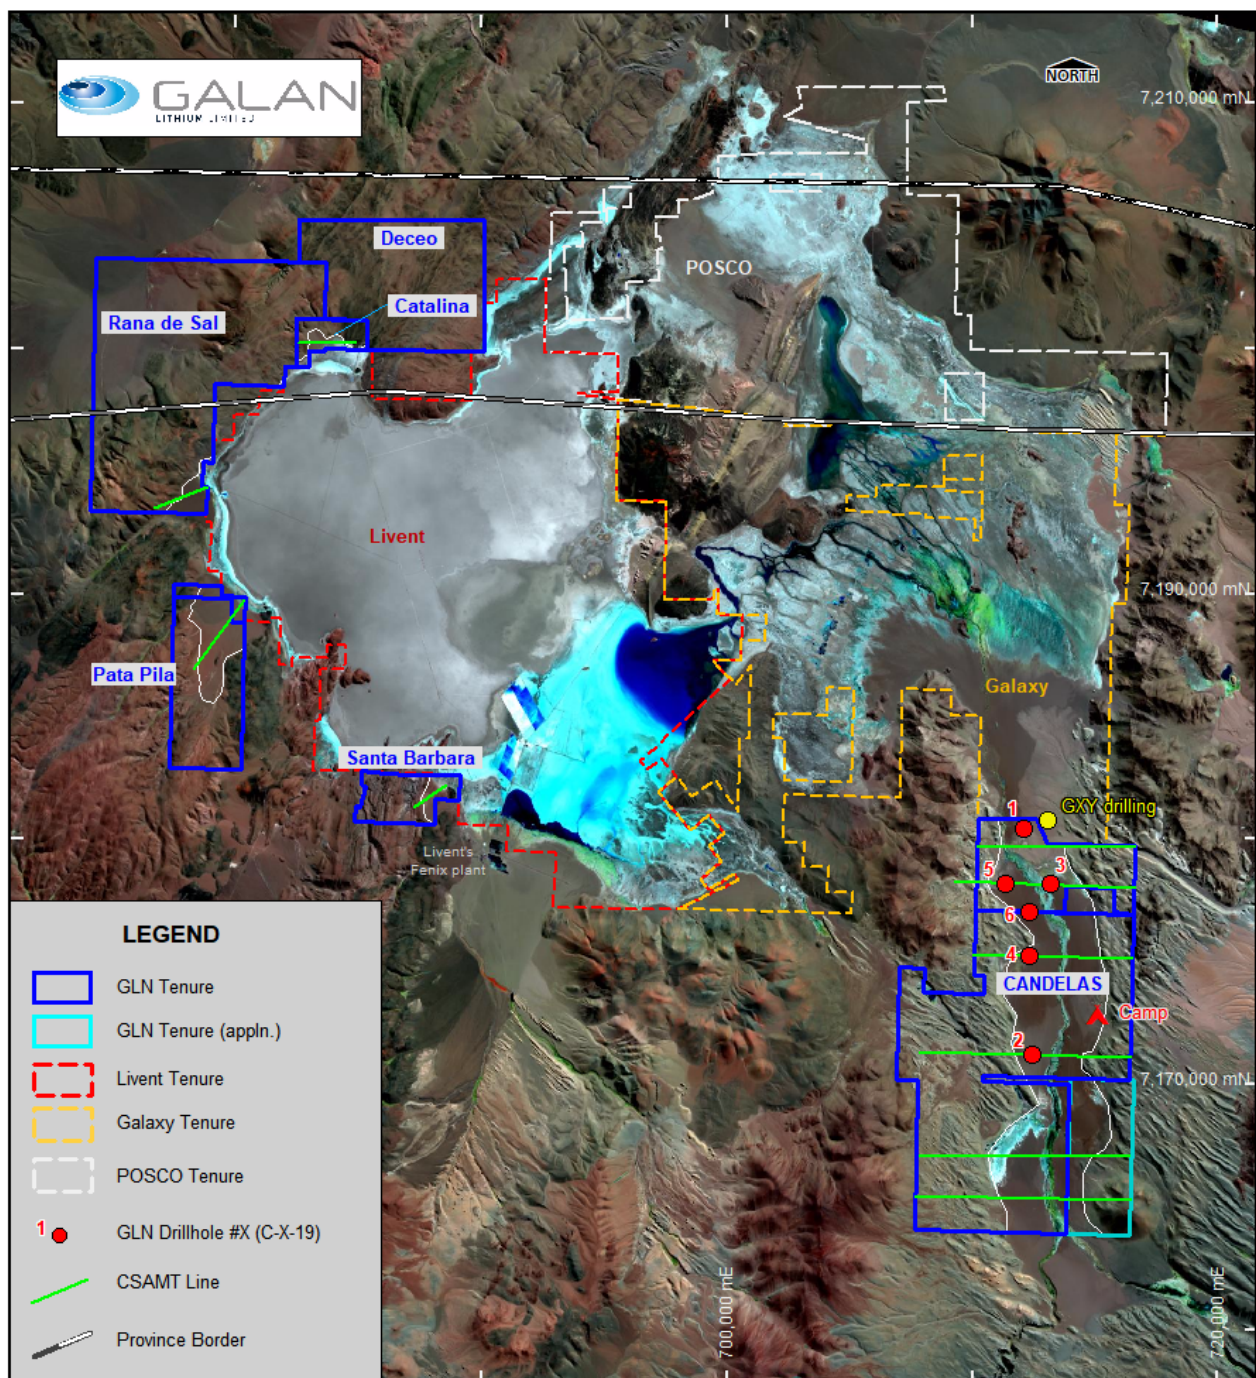 GALAN
LITHIUM LIMITED
NORTH
7,210,000 mN
Deceo
POSCO
Catalina
Rana de Sal
Livent
7,190,000 mN
Pata Pila
Galaxy
Santa Barbara
1
GXY drilling
Livent's
Fenix plant
5
3
6
4
CANDELAS
Camp
2
7,170,000 mN
700,000 mE
720,000 mE
LEGEND
GLN Tenure
GLN Tenure (appln.)
Livent Tenure
Galaxy Tenure
POSCO Tenure
1 GLN Drillhole #X (C-X-19)
CSAMT Line
Province Border